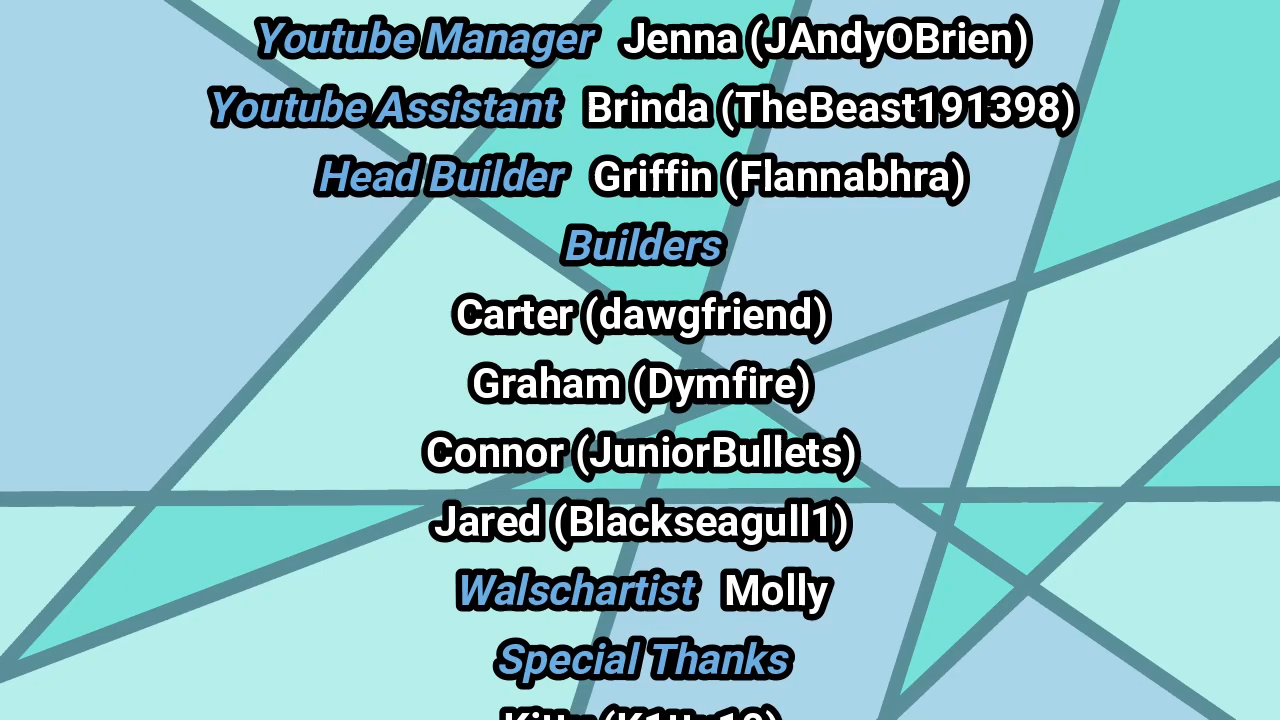 Youtube Manager Jenna (JAndyOBrien)
Youtube Assistant Brinda (TheBeast191398)
Head Builder Griffin (Flannabhra)
Builders
Carter (dawgfriend)
Graham (Dymfire)
Connor (JuniorBullets)
Jared (Blackseagull1)
Walschartist Molly
Special Thanks